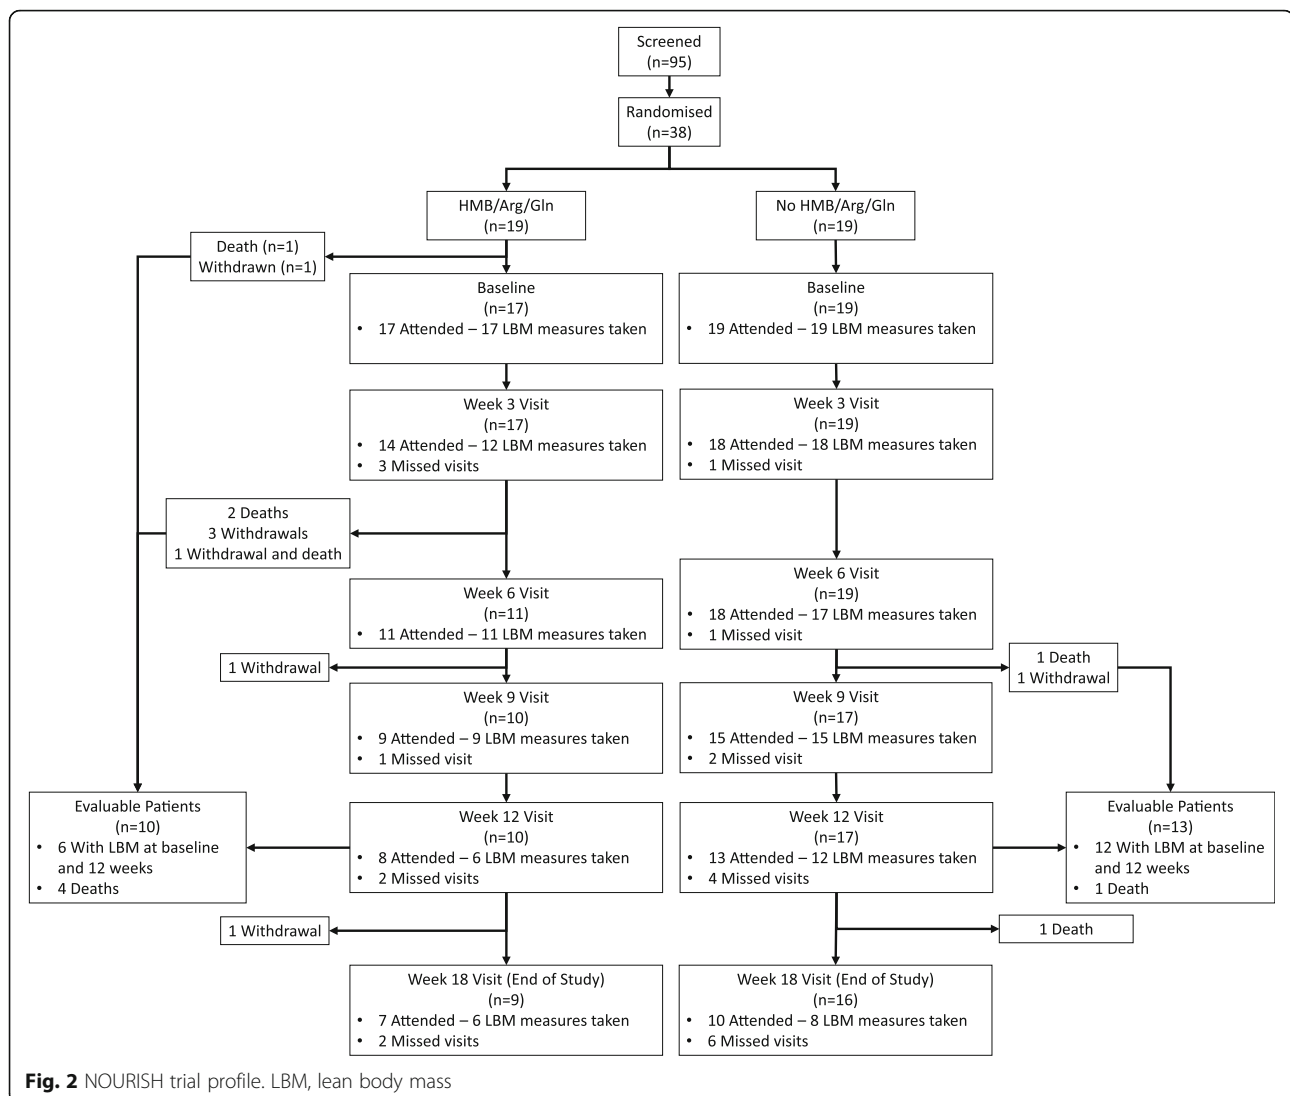 Screened
(n=95)
Randomised
(n=38)
HMB/Arg/Gln
(n=19)
No HMB/Arg/Gln
(n=19)
Death (n=1)
Withdrawn (n=1)
Baseline
(n=17)
• 17 Attended – 17 LBM measures taken
Baseline
(n=19)
• 19 Attended – 19 LBM measures taken
Week 3 Visit
(n=17)
• 14 Attended – 12 LBM measures taken
• 3 Missed visits
Week 3 Visit
(n=19)
• 18 Attended – 18 LBM measures taken
• 1 Missed visit
2 Deaths
3 Withdrawals
1 Withdrawal and death
Week 6 Visit
(n=11)
• 11 Attended – 11 LBM measures taken
Week 6 Visit
(n=19)
• 18 Attended – 17 LBM measures taken
• 1 Missed visit
1 Withdrawal
1 Death
1 Withdrawal
Week 9 Visit
(n=10)
• 9 Attended – 9 LBM measures taken
• 1 Missed visit
Week 9 Visit
(n=17)
• 15 Attended – 15 LBM measures taken
• 2 Missed visit
Evaluable Patients
(n=10)
• 6 With LBM at baseline
and 12 weeks
• 4 Deaths
Week 12 Visit
(n=10)
• 8 Attended – 6 LBM measures taken
• 2 Missed visits
Week 12 Visit
(n=17)
• 13 Attended – 12 LBM measures taken
• 4 Missed visits
Evaluable Patients
(n=13)
• 12 With LBM at baseline
and 12 weeks
• 1 Death
1 Withdrawal
1 Death
Week 18 Visit (End of Study)
(n=9)
• 7 Attended – 6 LBM measures taken
• 2 Missed visits
Week 18 Visit (End of Study)
(n=16)
• 10 Attended – 8 LBM measures taken
• 6 Missed visits
Fig. 2 NOURISH trial profile. LBM, lean body mass